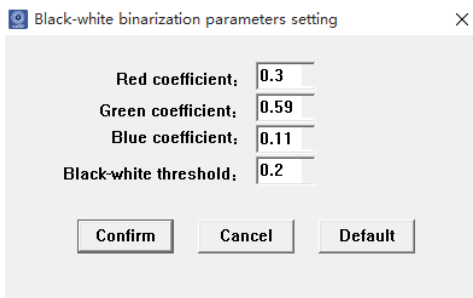 Black-white binarization parameters setting
Red coefficient: 0.3
Green coefficient: 0.59
Blue coefficient: 0.11
Black-white threshold: 0.2
Confirm Cancel Default